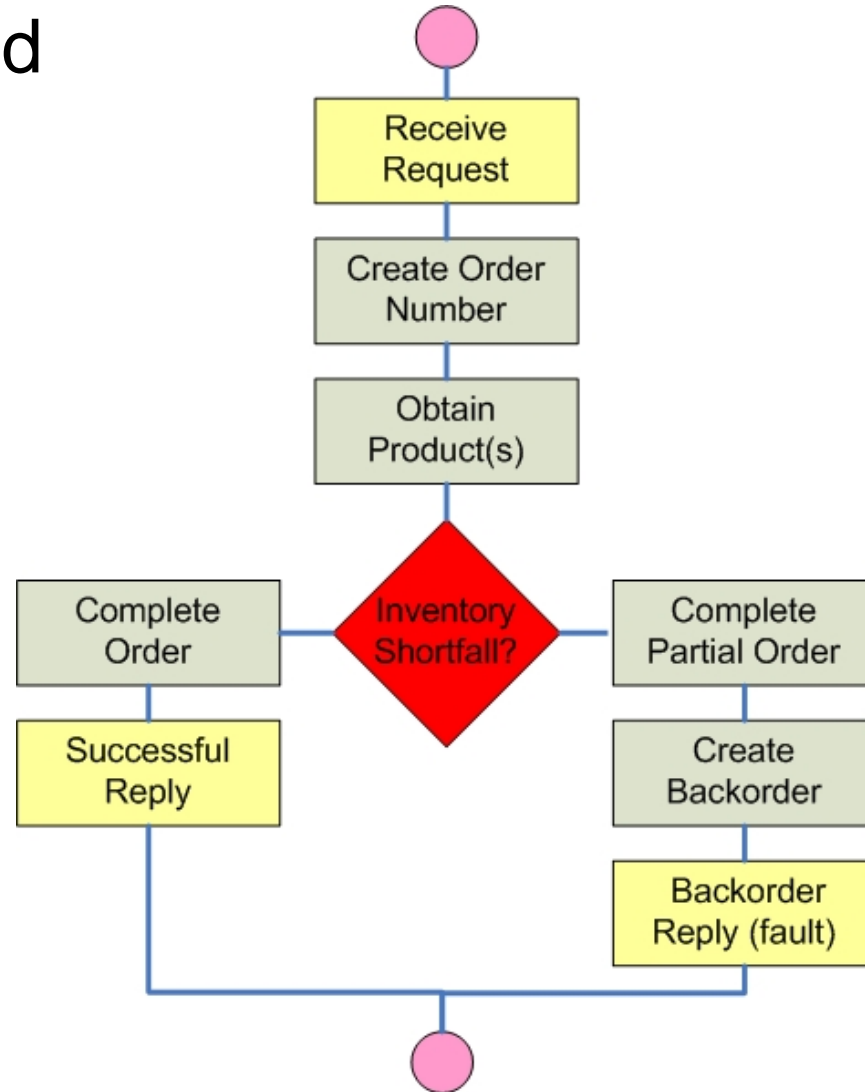 d
Receive
Request
Create Order
Number
Obtain
Product(s)
Inventory
Shortfall?
Complete
Order
Successful
Reply
Complete
Partial Order
Create
Backorder
Backorder
Reply (fault)